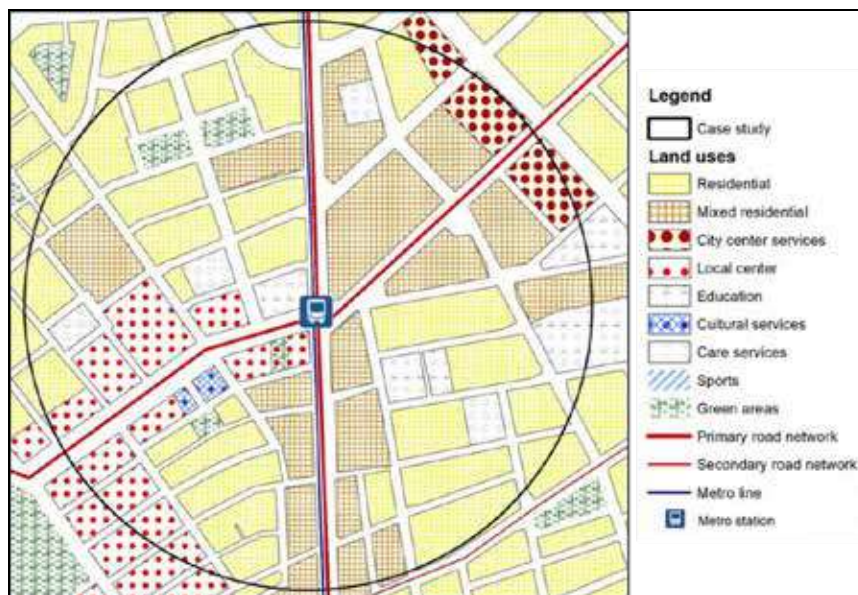 Legend
Case study
Land uses
Residential
Mixed residential
City center services
Local center
Education
Cultural services
Care services
Sports
Green areas
Primary road network
Secondary road network
Metro line
Metro station